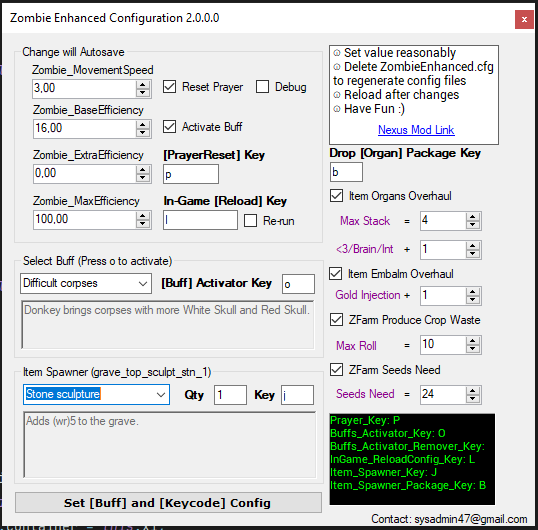 Zombie Enhanced Configuration 2.0.0.0
x
Change will Autosave
Zombie_MovementSpeed
3,00
Reset Prayer
Debug
Zombie_BaseEfficiency
16,00
Activate Buff
Zombie_ExtraEfficiency
0,00
[PrayerReset] Key
p
Zombie_MaxEfficiency
100,00
In-Game [Reload] Key
l
Re-run
Select Buff (Press o to activate)
Difficult corpses
[Buff] Activator Key
o
Donkey brings corpses with more White Skull and Red Skull.
Item Spawner (grave_top_sculpt_stn_1)
Stone sculpture
Qty
1
Key
j
Adds (wr)5 to the grave.
Set [Buff] and [Keycode] Config
☺ Set value reasonably
☺ Delete ZombieEnhanced.cfg
to regenerate config files
☺ Reload after changes
☺ Have Fun :)
Nexus Mod Link
Drop [Organ] Package Key
b
Item Organs Overhaul
Max Stack = 4
<3/Brain/Int + 1
Item Embalm Overhaul
Gold Injection + 1
ZFarm Produce Crop Waste
Max Roll = 10
ZFarm Seeds Need
Seeds Need = 24
Prayer_Key: P
Buffs_Activator_Key: O
Buffs_Activator_Remover_Key:
InGame_ReloadConfig_Key: L
Item_Spawner_Key: J
Item_Spawner_Package_Key: B
Contact: sysadmin47@gmail.com